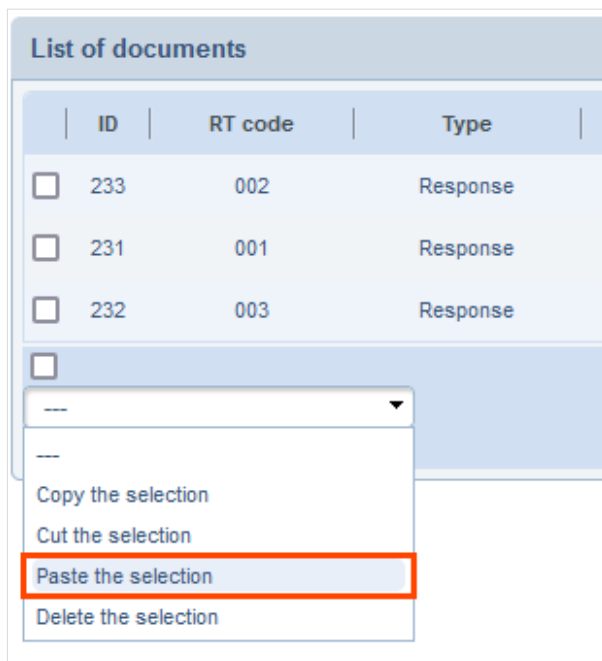 List of documents
ID RT code Type
233 002 Response
231 001 Response
232 003 Response
---
---
Copy the selection
Cut the selection
Paste the selection
Delete the selection